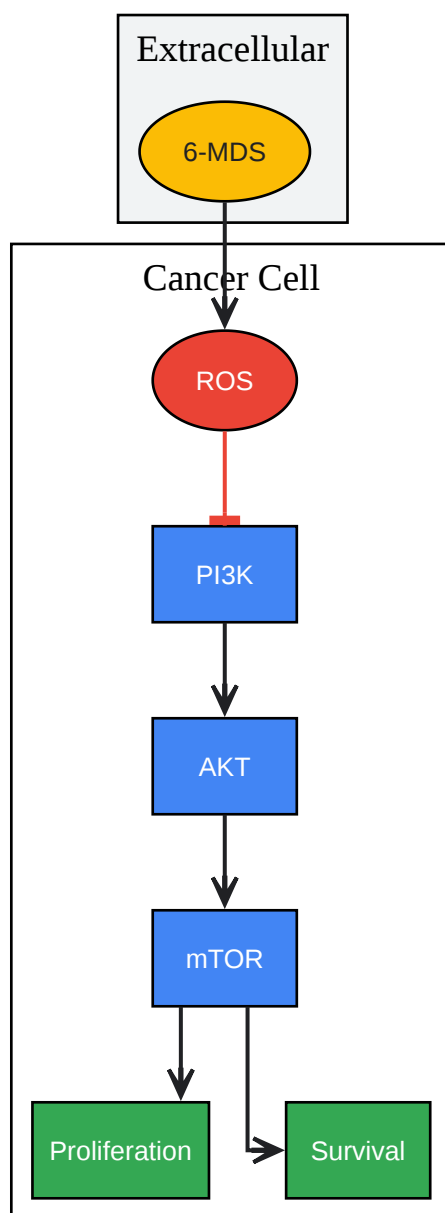 Extracellular
6-MDS
Cancer Cell
ROS
PI3K
AKT
mTOR
Proliferation
Survival